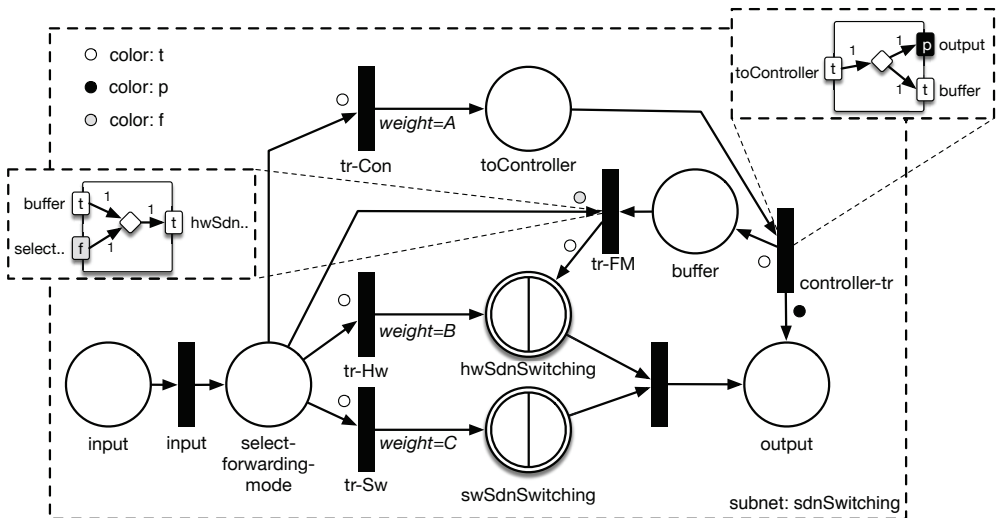 color: t
color: p
color: f
1
1
p
output
toController
t
1
t
buffer
weight=A
tr-Con
toController
buffer
t
1
1
t
hwSdn..
select..
f
1
tr-FM
buffer
controller-tr
weight=B
tr-Hw
hwSdnSwitching
input
input
select-
forwarding-
mode
weight=C
tr-Sw
swSdnSwitching
output
subnet: sdnSwitching